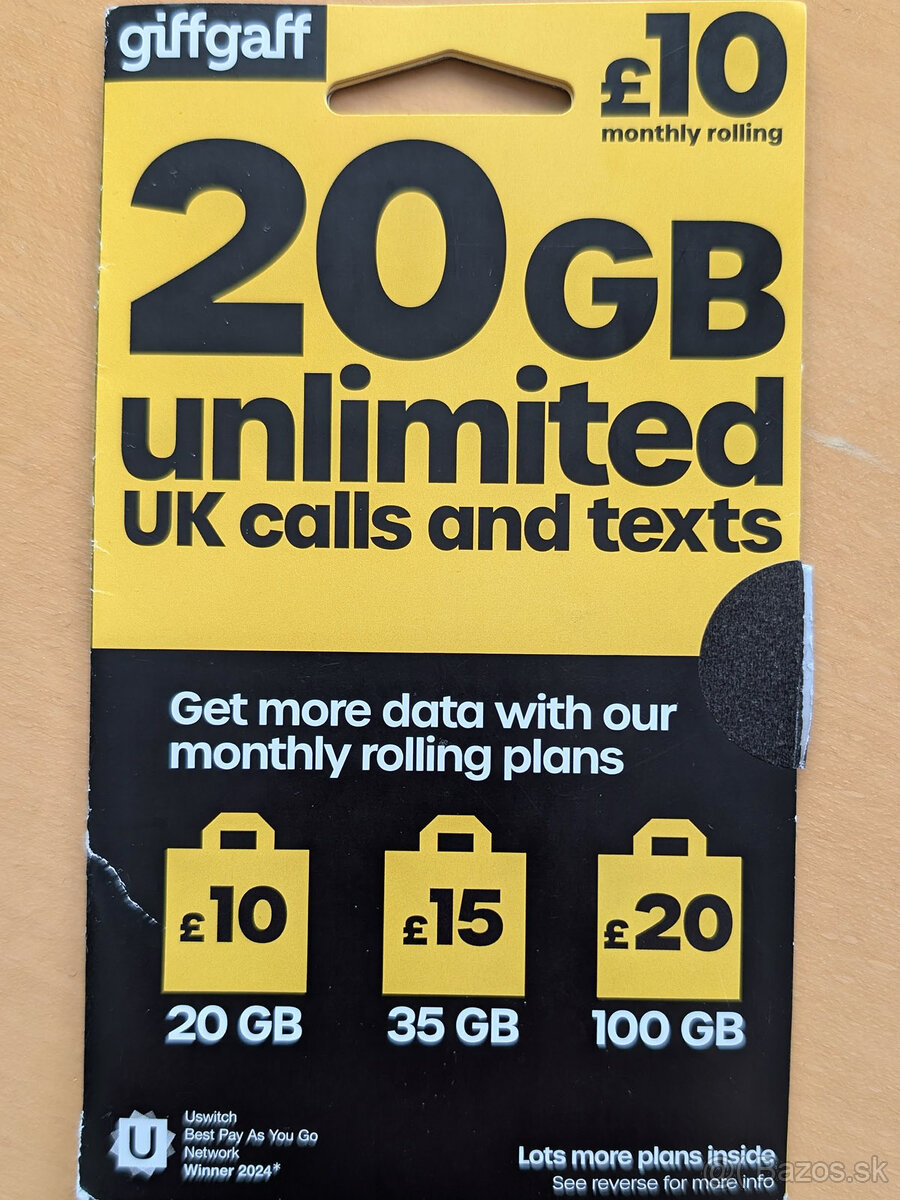 giffgaff
£10
monthly rolling
20 GB
unlimited
UK calls and texts
Get more data with our
monthly rolling plans
£10
£15
£20
20 GB
35 GB
100 GB
U
Uswitch
Best Pay As You Go
Network
Winner 2024*
Lots more plans inside
See reverse for more info
Bazos.sk